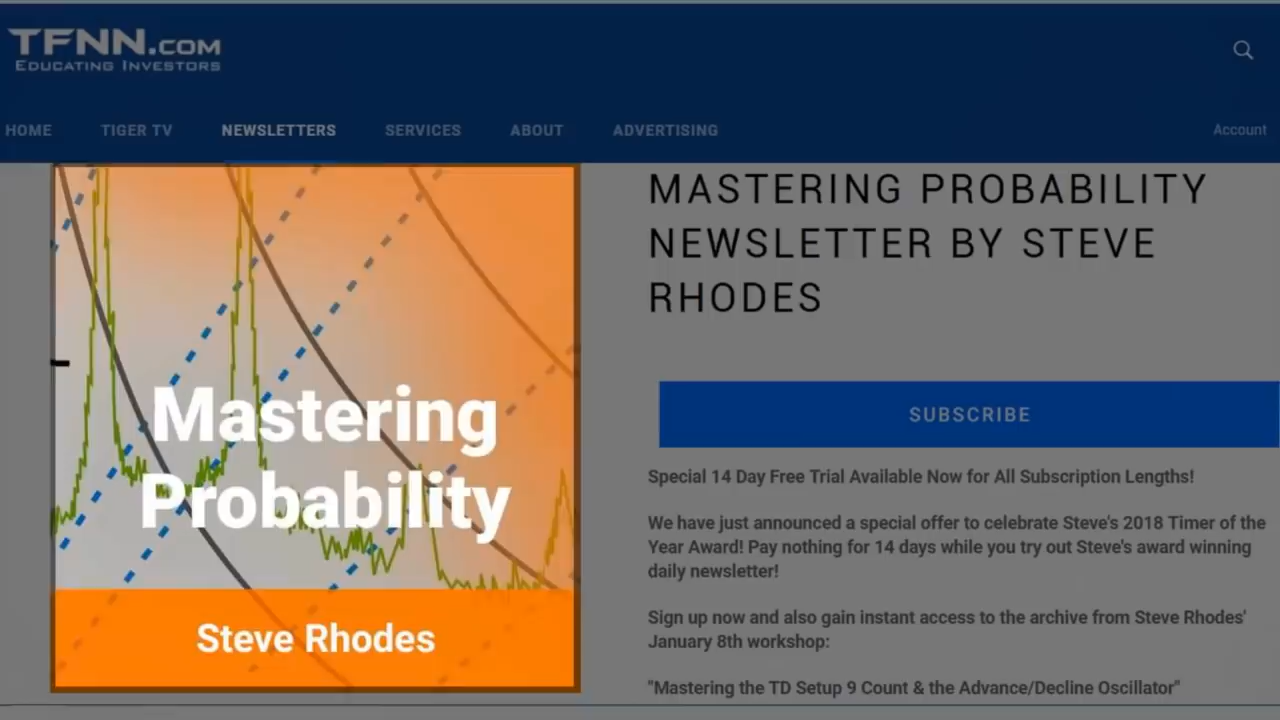 TFNN.COM
EDUCATING INVESTORS
HOME TIGER TV NEWSLETTERS SERVICES ABOUT ADVERTISING Account
Mastering
Probability
Steve Rhodes
MASTERING PROBABILITY
NEWSLETTER BY STEVE
RHODES
SUBSCRIBE
Special 14 Day Free Trial Available Now for All Subscription Lengths!
We have just announced a special offer to celebrate Steve's 2018 Timer of the
Year Award! Pay nothing for 14 days while you try out Steve's award winning
daily newsletter!
Sign up now and also gain instant access to the archive from Steve Rhodes'
January 8th workshop:
"Mastering the TD Setup 9 Count & the Advance/Decline Oscillator"